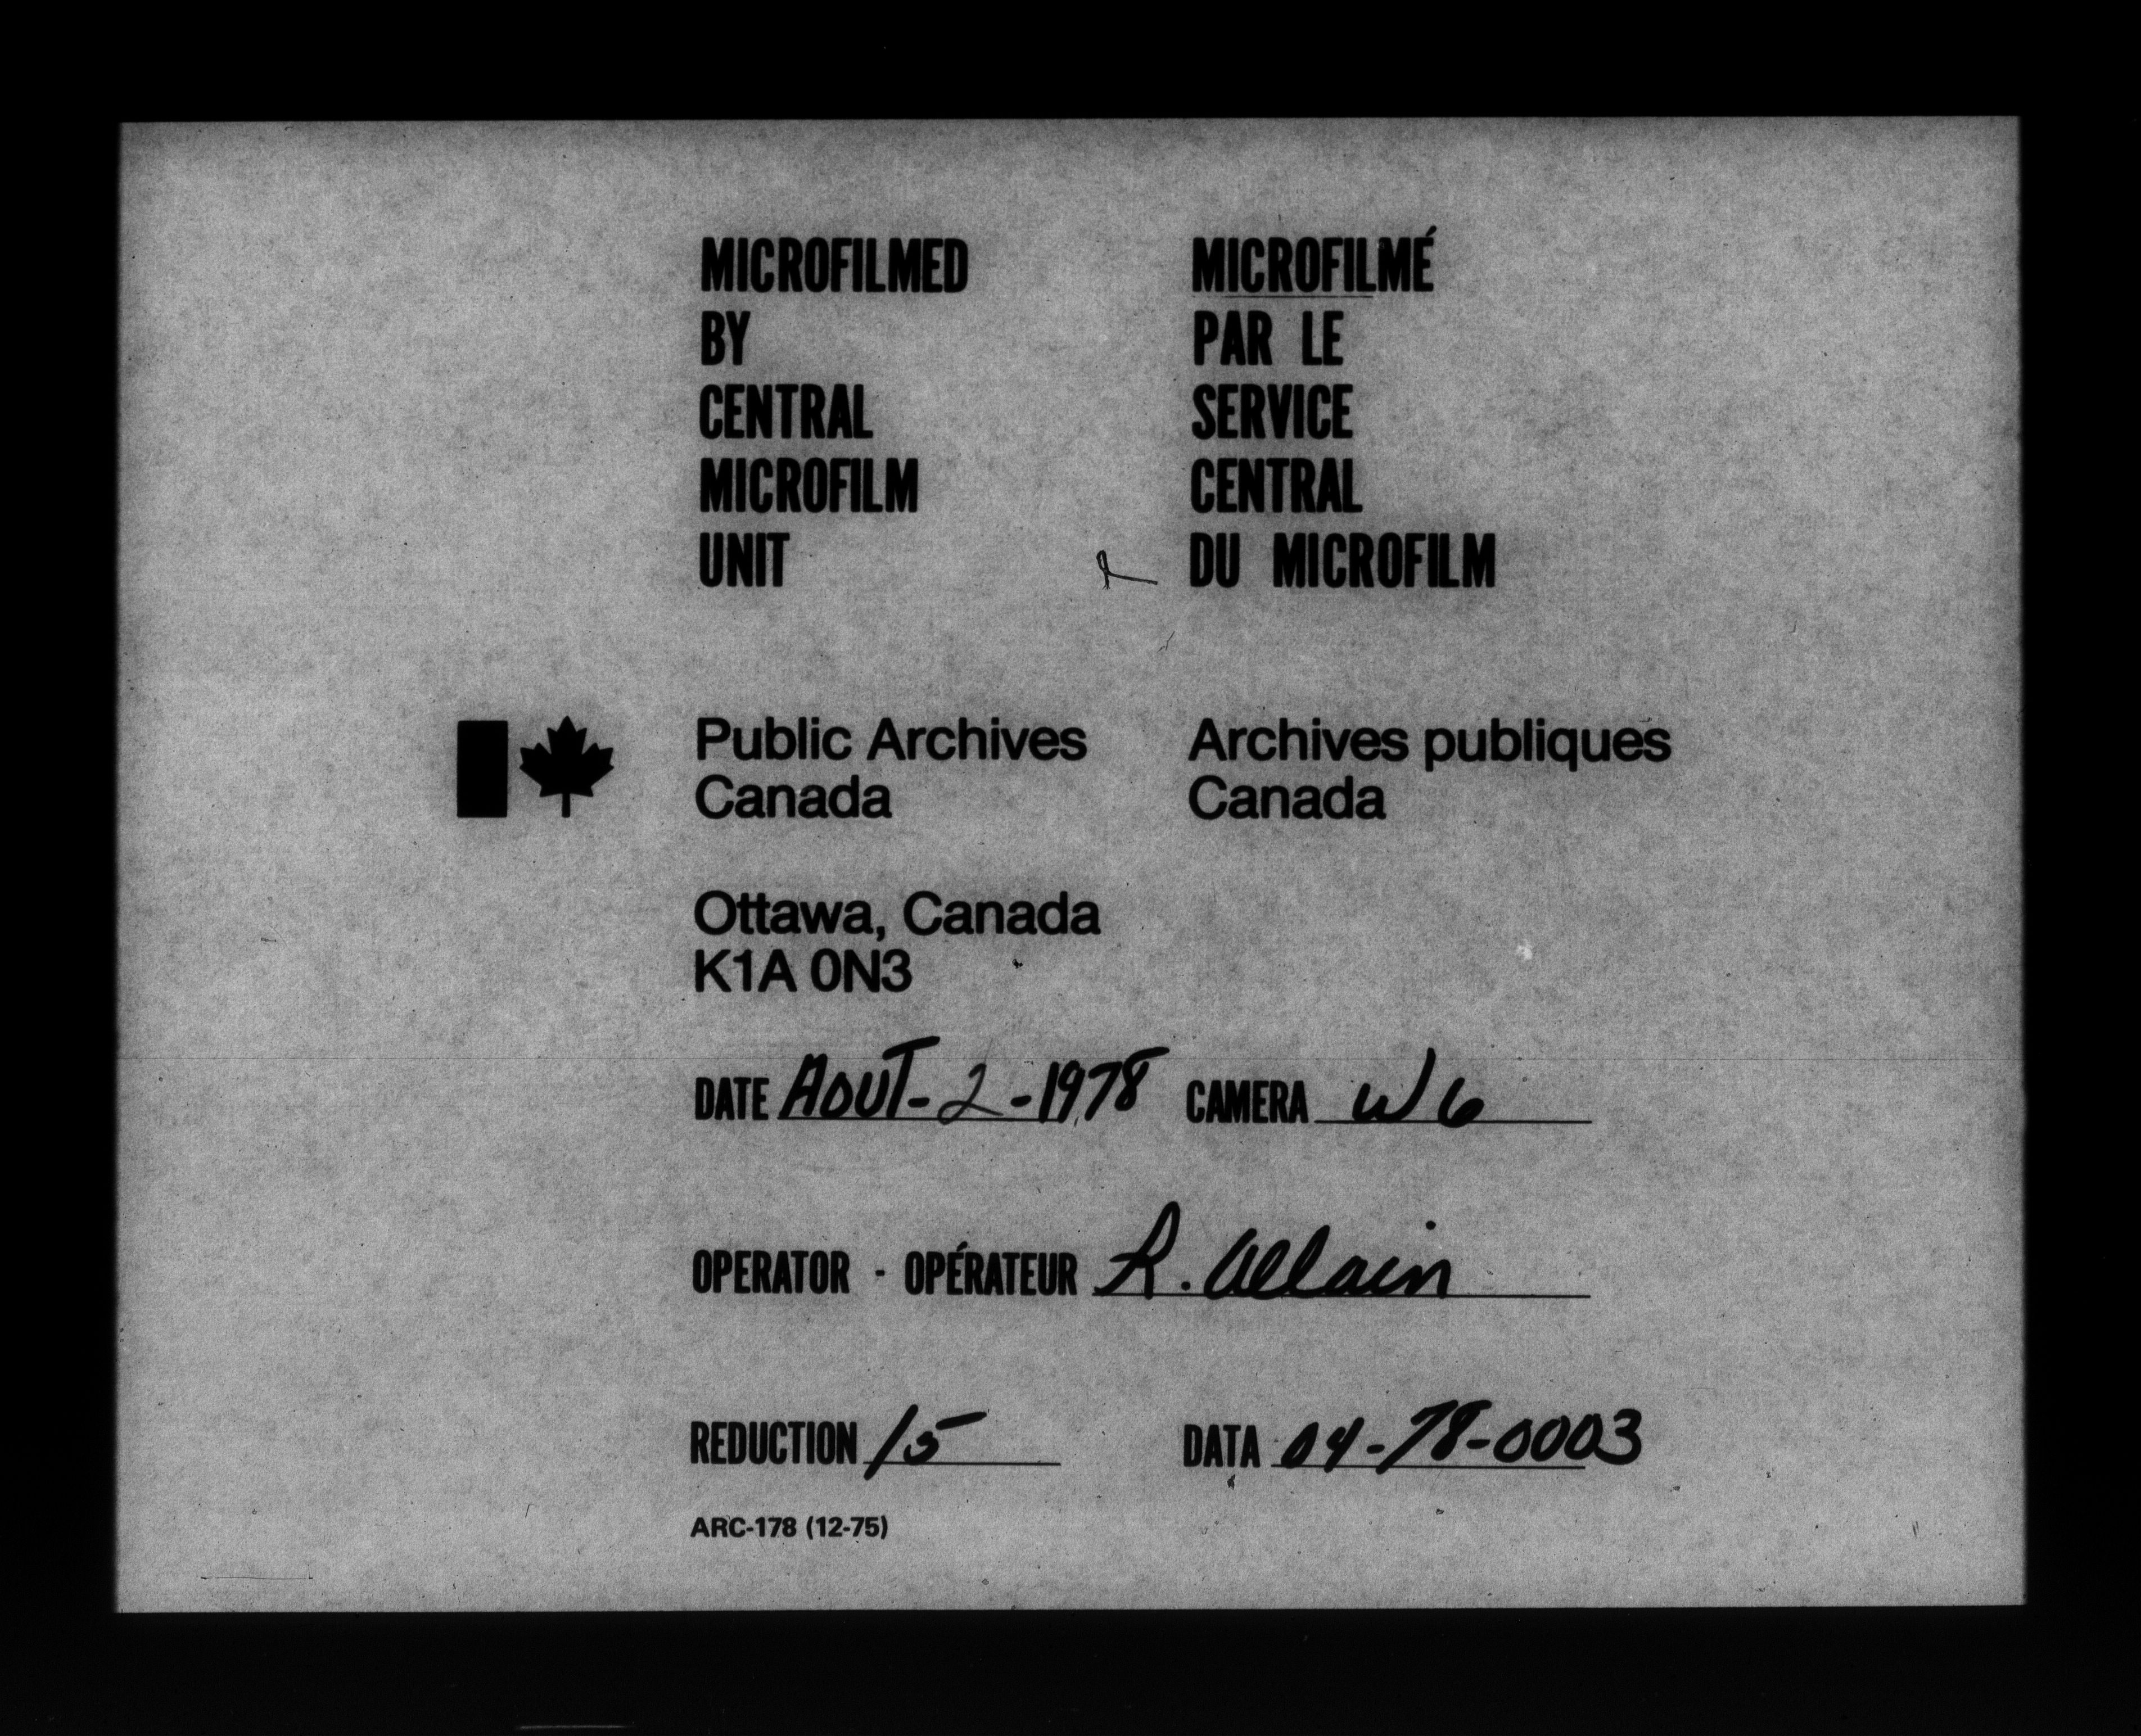 MICROFILMED
BY
CENTRAL
MICROFILM
UNIT
MICROFILMÉ
PAR LE
SERVICE
CENTRAL
DU MICROFILM
Public Archives
Canada
Archives publiques
Canada
Ottawa, Canada
K1A 0N3
DATE AOUT-2-1978 CAMERA W6
OPERATOR - OPÉRATEUR R. Allain
REDUCTION 15 DATA 04-78-0003
ARC-178 (12-75)